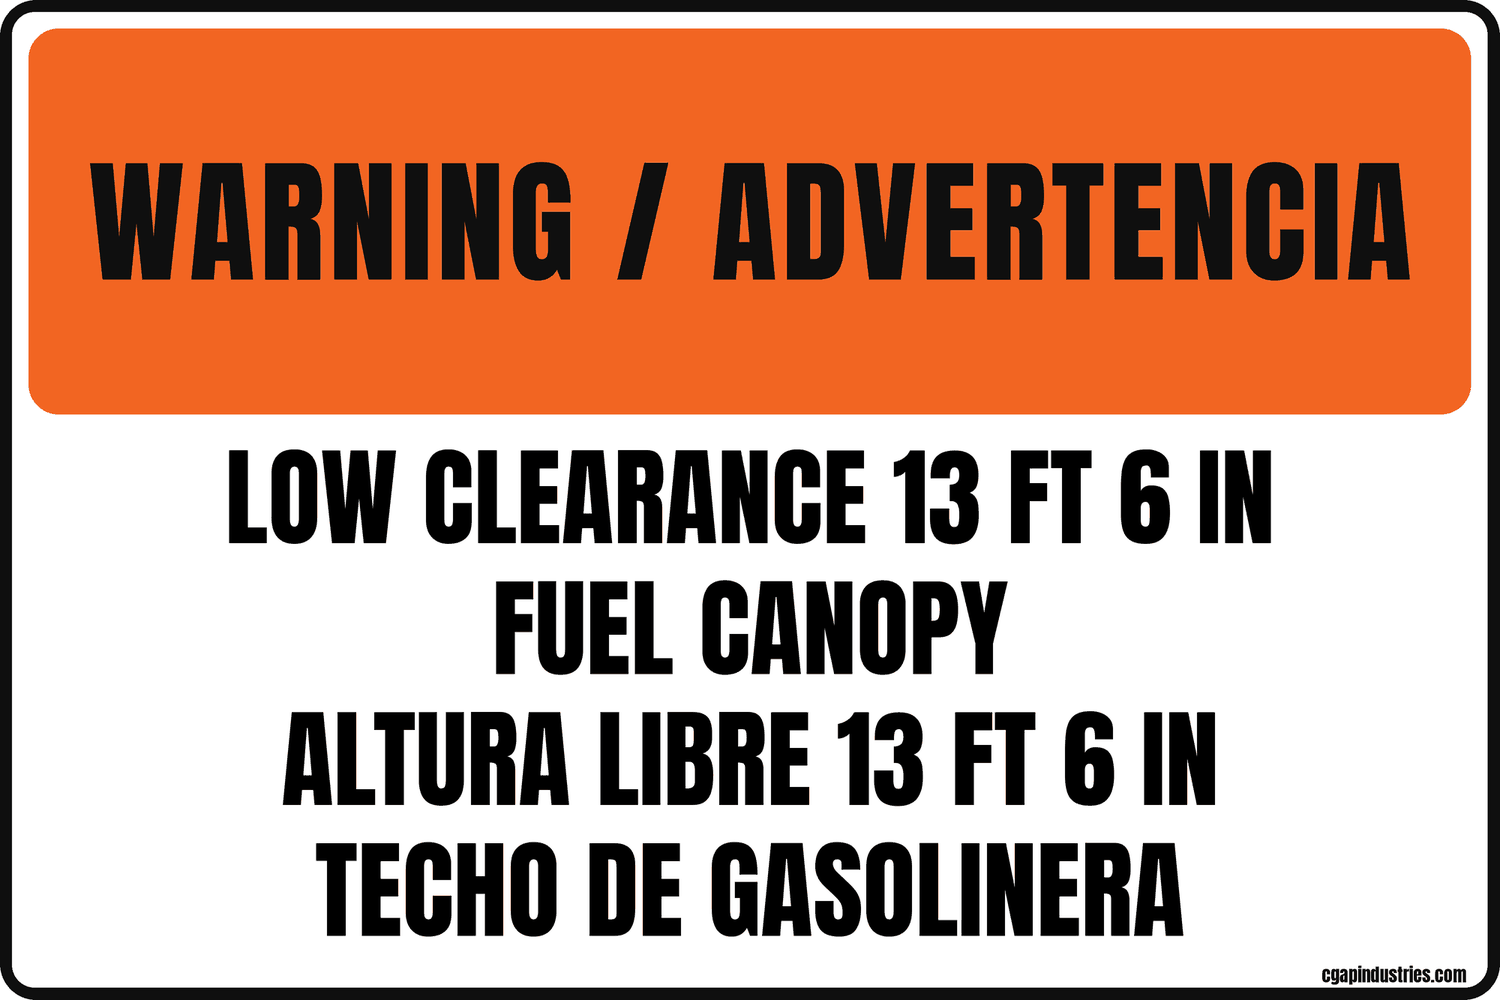 WARNING / ADVERTENCIA
LOW CLEARANCE 13 FT 6 IN
FUEL CANOPY
ALTURA LIBRE 13 FT 6 IN
TECHO DE GASOLINERA
cgapindustries.com